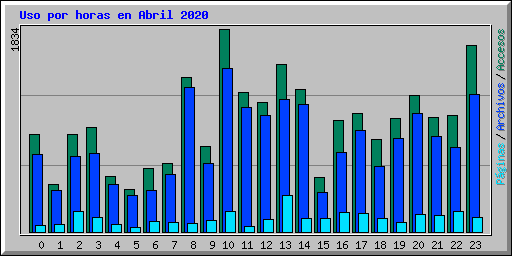 Uso por horas en Abril 2020
1834
Páginas / Archivos / Accesos
0 1 2 3 4 5 6 7 8 9 10 11 12 13 14 15 16 17 18 19 20 21 22 23